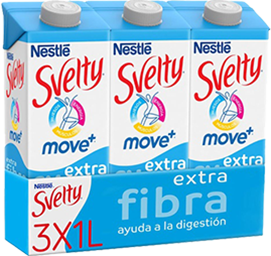 Nestlé Nestlé Nestlé
Svelty Svelty Svelty
move+ move+ move+
extra extra extra
Nestlé
Svelty
extra
fibra
ayuda a la digestión
3X1L